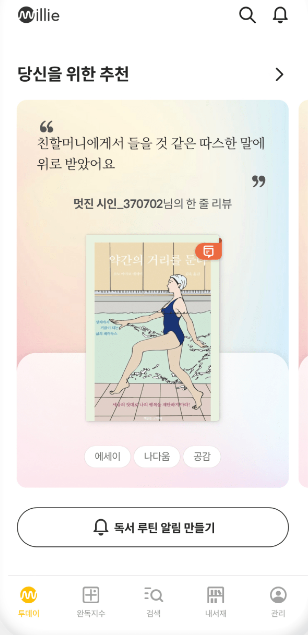 Millie
당신을 위한 추천
“
친할머니에게서 들을 것 같은 따스한 말에
위로 받았어요
”
멋진 시인_370702님의 한 줄 리뷰
약간의 거리를 둔다
에세이 나다움 공감
독서 루틴 알림 만들기
투데이 완독지수 검색 내서재 관리